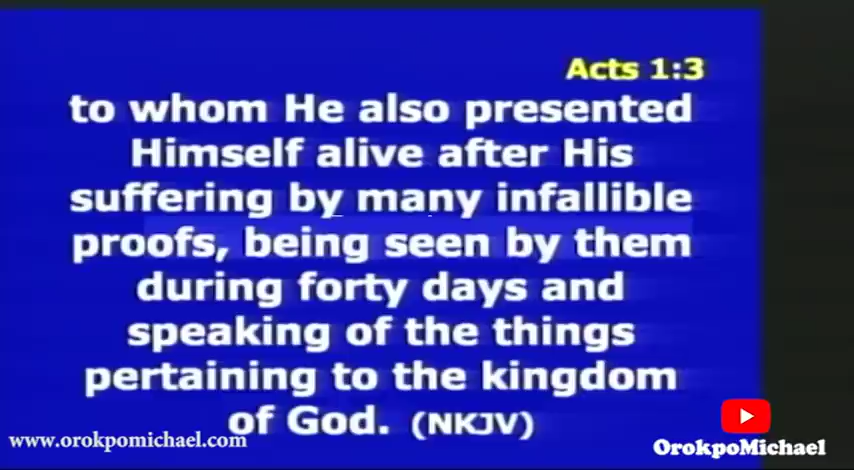 Acts 1:3
to whom He also presented
Himself alive after His
suffering by many infallible
proofs, being seen by them
during forty days and
speaking of the things
pertaining to the kingdom
of God. (NKJV)
www.orokpomichael.com
OrokpoMichael